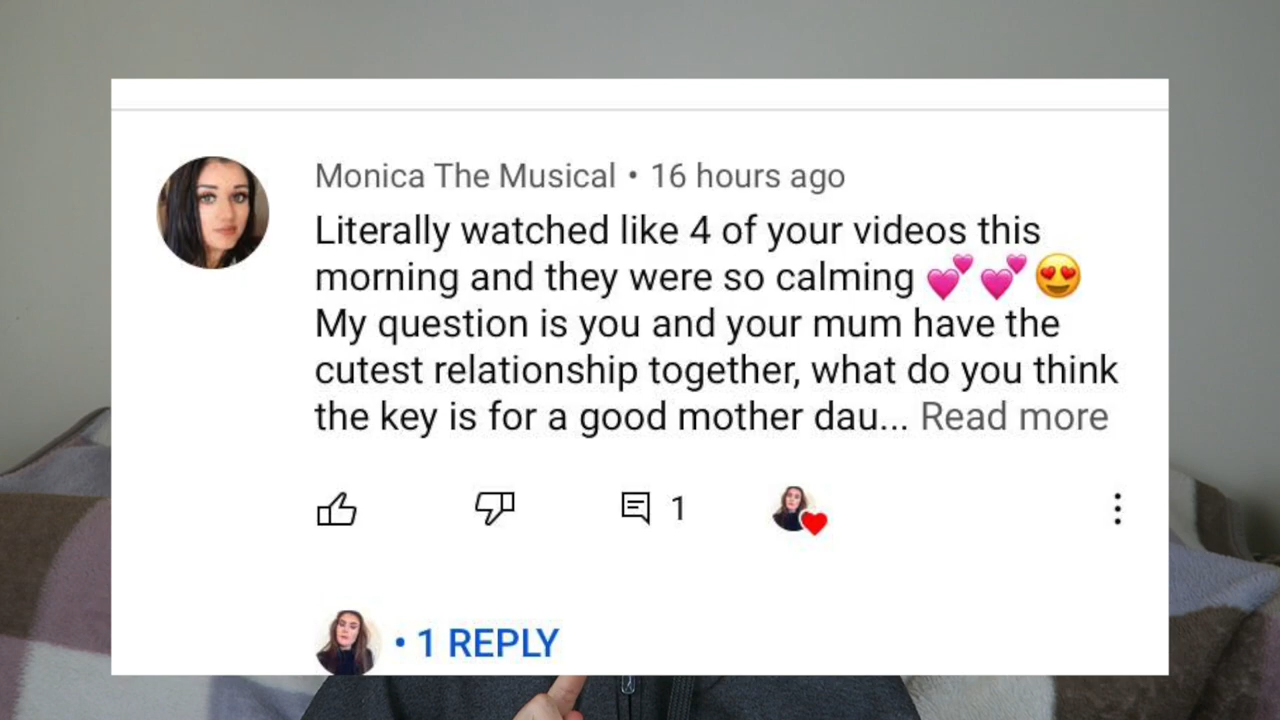 Monica The Musical • 16 hours ago
Literally watched like 4 of your videos this
morning and they were so calming 💕💕😍
My question is you and your mum have the
cutest relationship together, what do you think
the key is for a good mother dau... Read more
1
• 1 REPLY